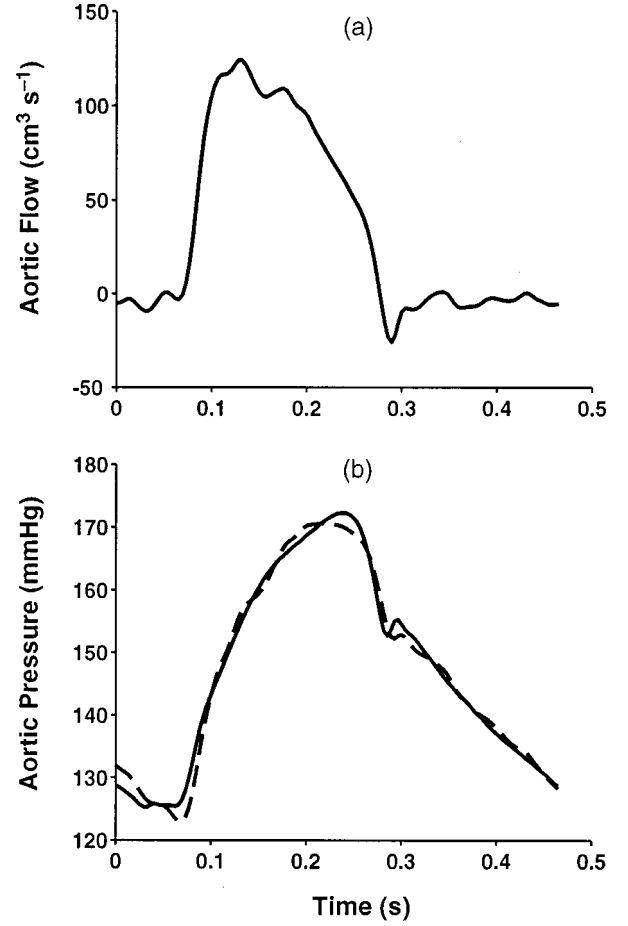 (a)
Aortic Flow (cm³ s⁻¹)
150
100
50
0
-50
0 0.1 0.2 0.3 0.4 0.5
(b)
Aortic Pressure (mmHg)
180
170
160
150
140
130
120
0 0.1 0.2 0.3 0.4 0.5
Time (s)